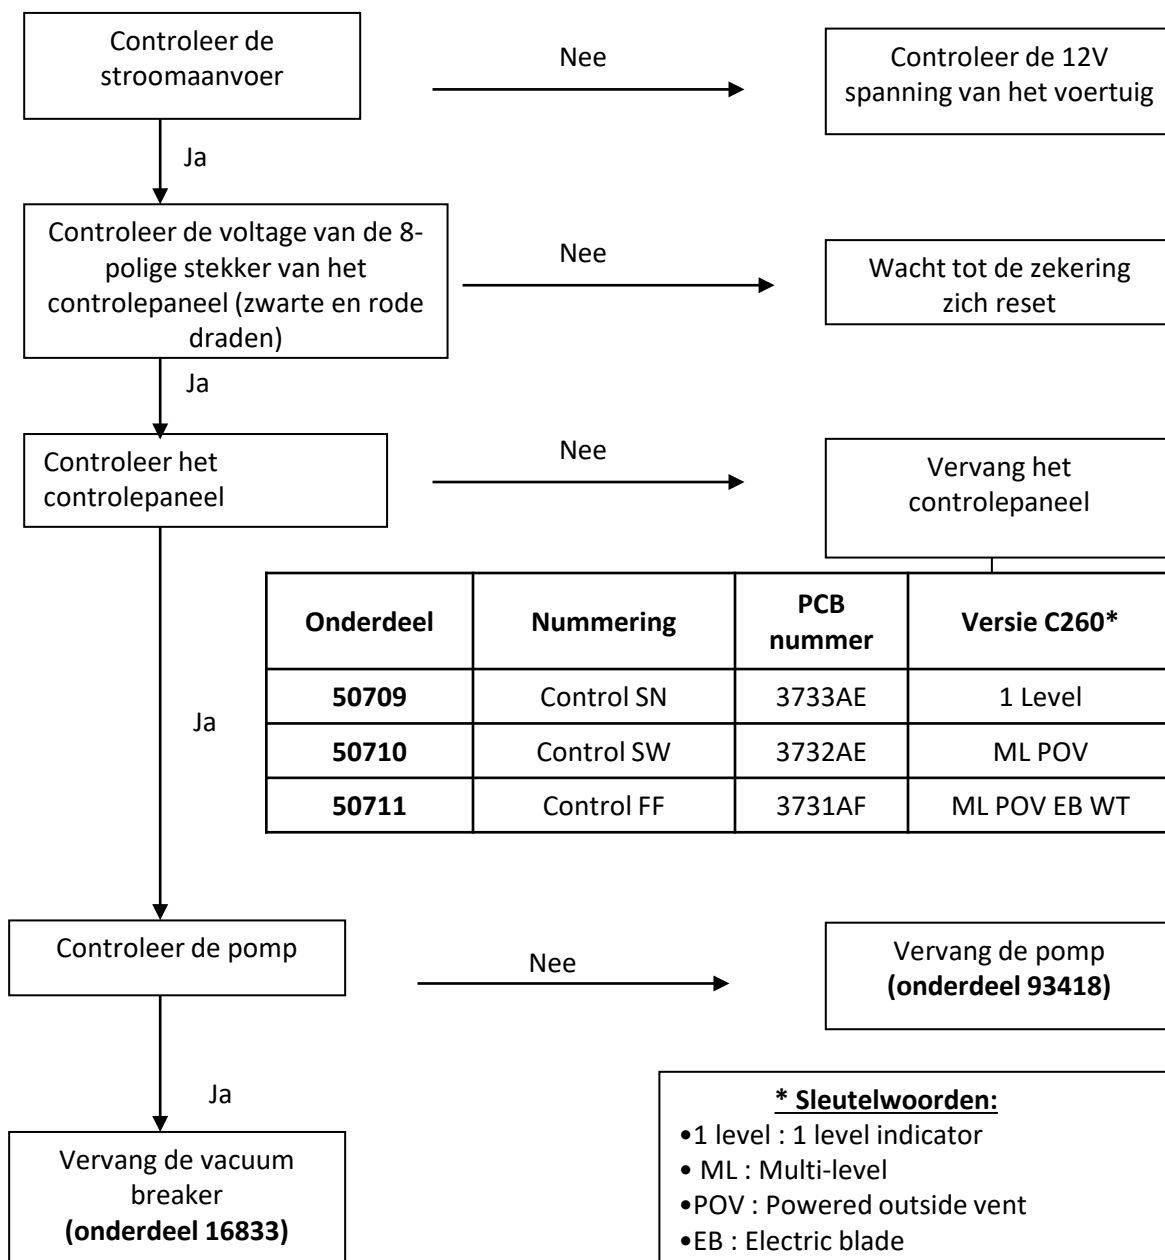 Controleer de
stroomaanvoer
Nee
Controleer de 12V
spanning van het voertuig
Ja
Controleer de voltage van de 8-
polige stekker van het
controlepaneel (zwarte en rode
draden)
Nee
Wacht tot de zekering
zich reset
Ja
Controleer het
controlepaneel
Nee
Vervang het
controlepaneel
Ja
Onderdeel Nummering PCB nummer Versie C260*
50709 Control SN 3733AE 1 Level
50710 Control SW 3732AE ML POV
50711 Control FF 3731AF ML POV EB WT
Controleer de pomp
Nee
Vervang de pomp
(onderdeel 93418)
Ja
Vervang de vacuum
breaker
(onderdeel 16833)
* Sleutelwoorden:
•1 level : 1 level indicator
• ML : Multi-level
•POV : Powered outside vent
•EB : Electric blade